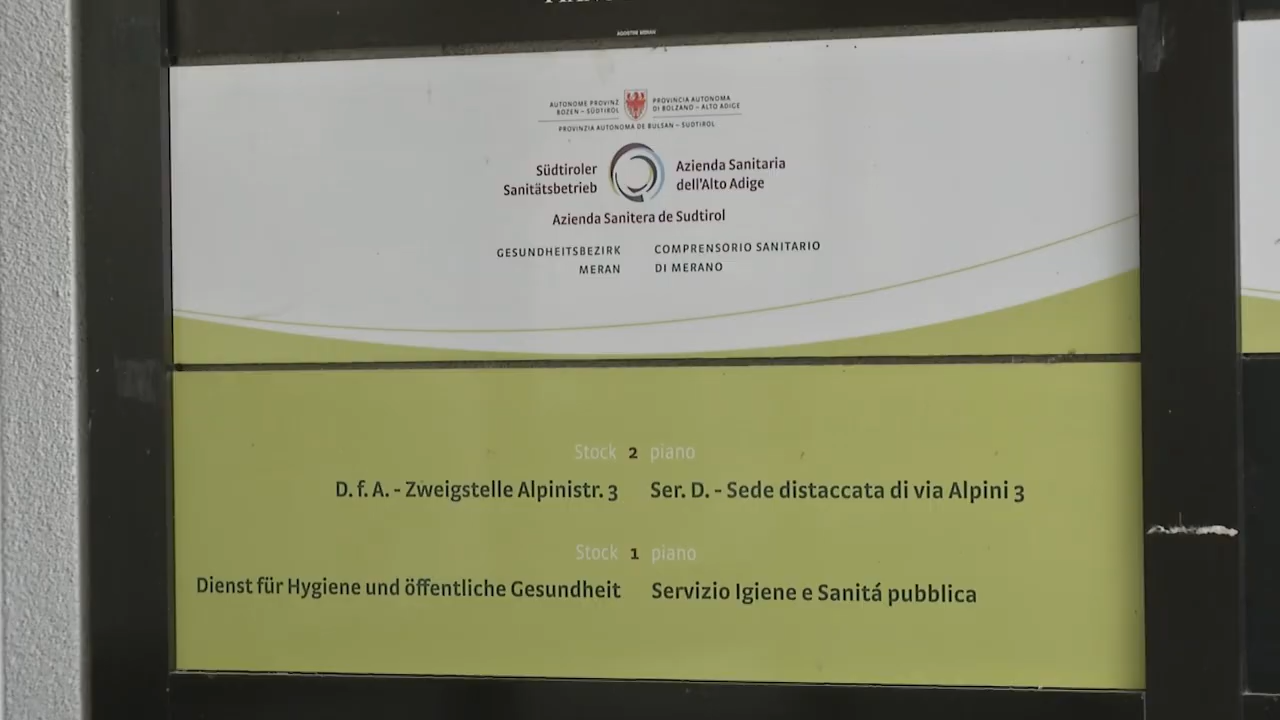 AUTONOME PROVINZ BOZEN – SÜDTIROL
PROVINCIA AUTONOMA DI BOLZANO – ALTO ADIGE
PROVINZIA AUTONOMA DE BULSAN – SÜDTIROL
Südtiroler Sanitätsbetrieb
Azienda Sanitaria dell'Alto Adige
Azienda Sanitera de Sudtirol
GESUNDHEITSBEZIRK MERAN
COMPRENSORIO SANITARIO DI MERANO
Stock 2 piano
D. f. A. - Zweigstelle Alpinistr. 3 Ser. D. - Sede distaccata di via Alpini 3
Stock 1 piano
Dienst für Hygiene und öffentliche Gesundheit Servizio Igiene e Sanitá pubblica